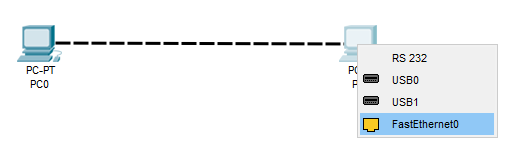 PC-PT
PC0
RS 232
USB0
USB1
FastEthernet0